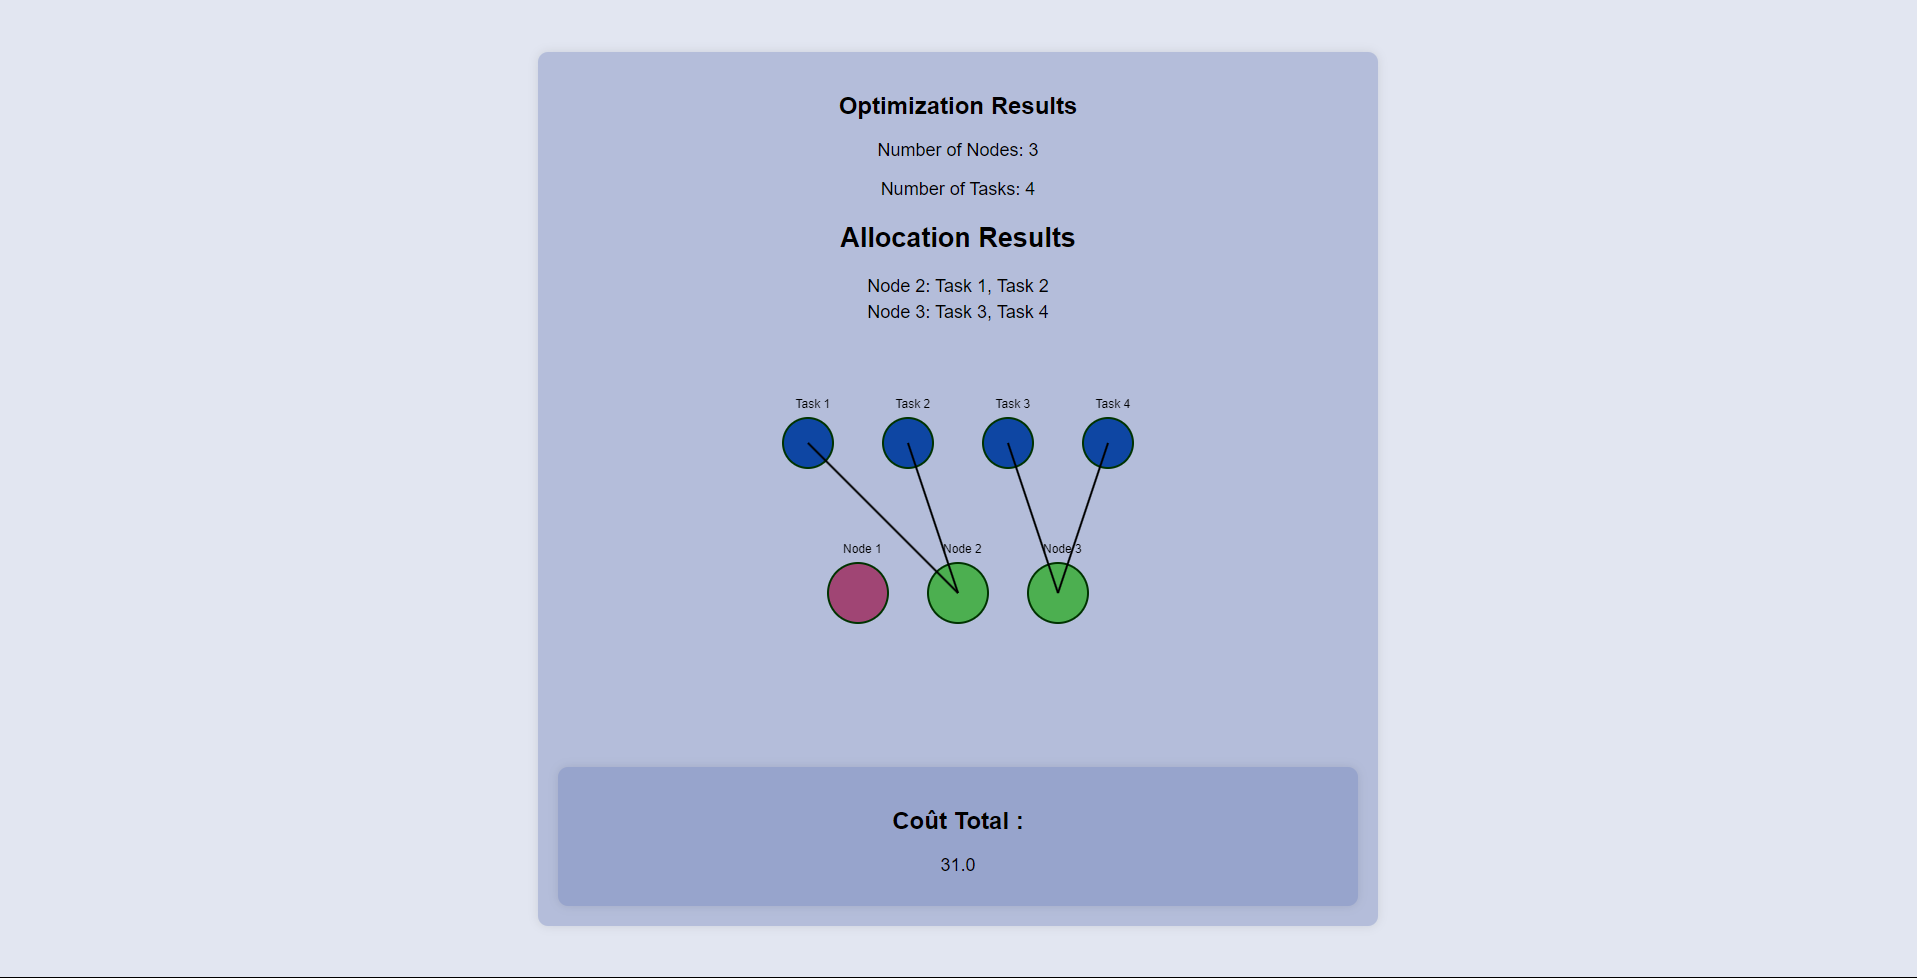 Optimization Results
Number of Nodes: 3
Number of Tasks: 4
Allocation Results
Node 2: Task 1, Task 2
Node 3: Task 3, Task 4
Task 1
Task 2
Task 3
Task 4
Node 1
Node 2
Node 3
Coût Total :
31.0